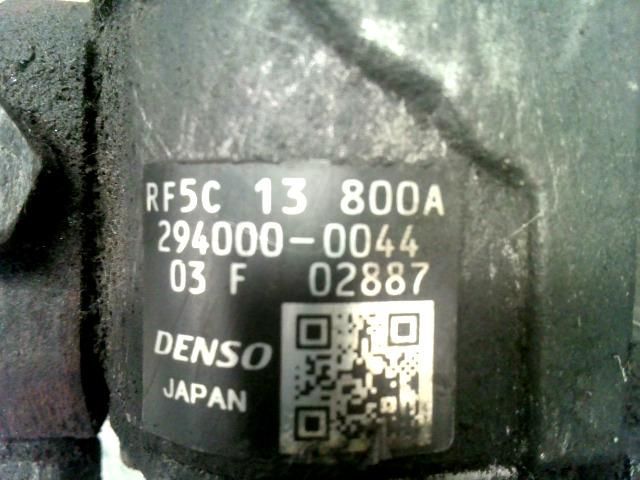 RF5C 13 800A
294000-0044
03 F 02887
DENSO
JAPAN